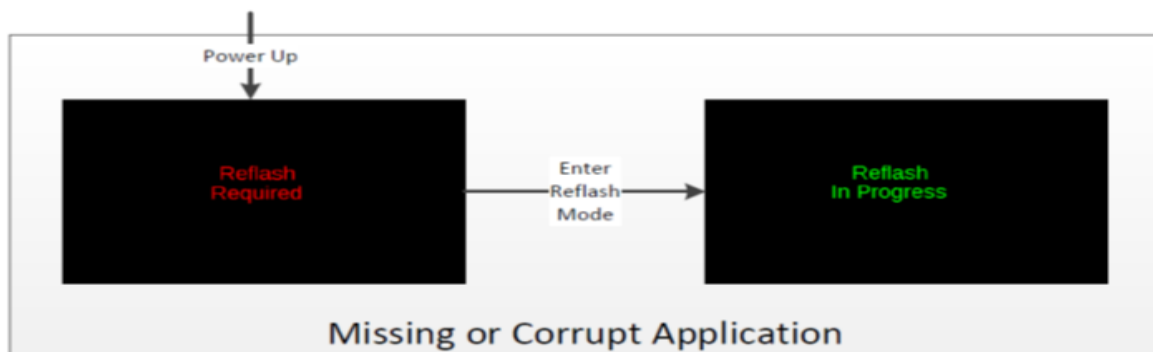 Power Up
Reflash
Required
Enter
Reflash
Mode
Reflash
In Progress
Missing or Corrupt Application